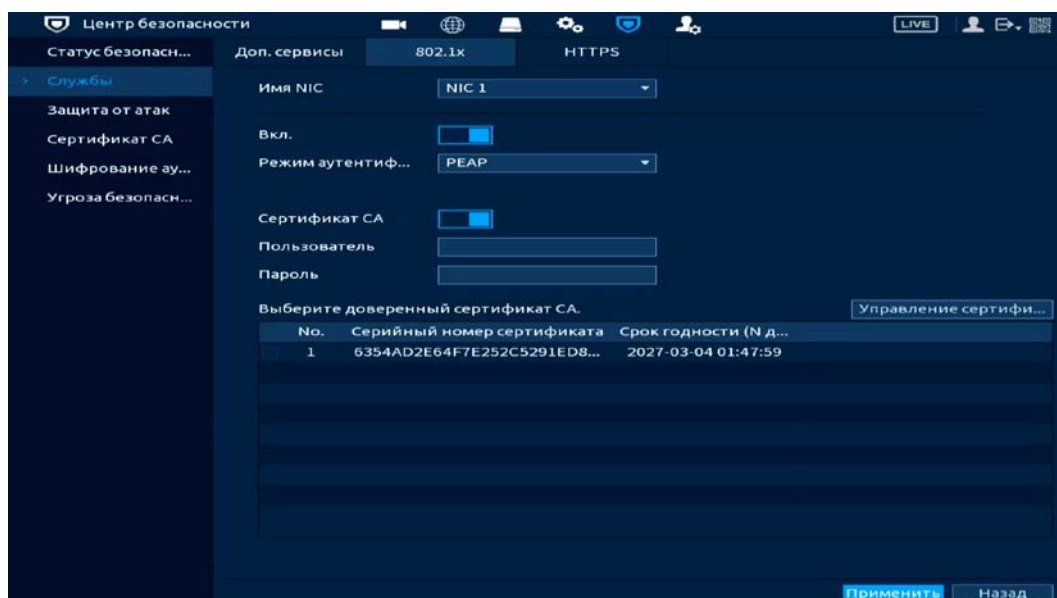 Центр безопасности
LIVE
Статус безопасн...
Доп. сервисы
802.1x
HTTPS
Службы
Имя NIC
NIC 1
Защита от атак
Сертификат CA
Вкл.
Шифрование ау...
Режим аутентиф...
PEAP
Угроза безопасн...
Сертификат CA
Пользователь
Пароль
Выберите доверенный сертификат CA.
Управление сертифи...
No. Серийный номер сертификата Срок годности (N д...
1 6354AD2E64F7E252C5291ED8... 2027-03-04 01:47:59
Применить
Назад